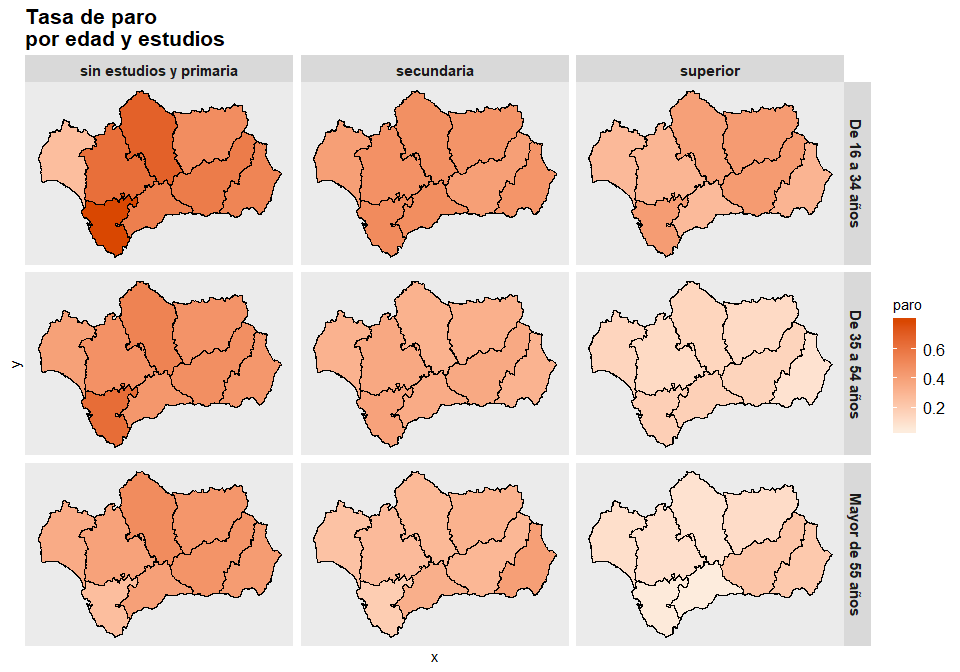 Tasa de paro
por edad y estudios
sin estudios y primaria
secundaria
superior
De 16 a 34 años
De 35 a 54 años
Mayor de 55 años
y
x
paro
0.6
0.4
0.2